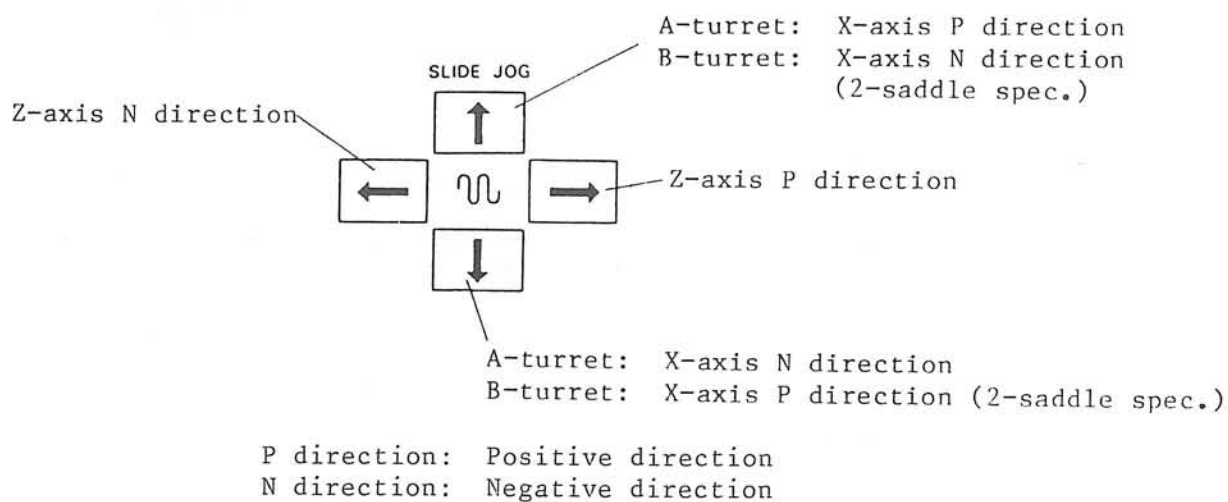 A-turret: X-axis P direction
B-turret: X-axis N direction
(2-saddle spec.)
SLIDE JOG
Z-axis N direction
Z-axis P direction
A-turret: X-axis N direction
B-turret: X-axis P direction (2-saddle spec.)
P direction: Positive direction
N direction: Negative direction